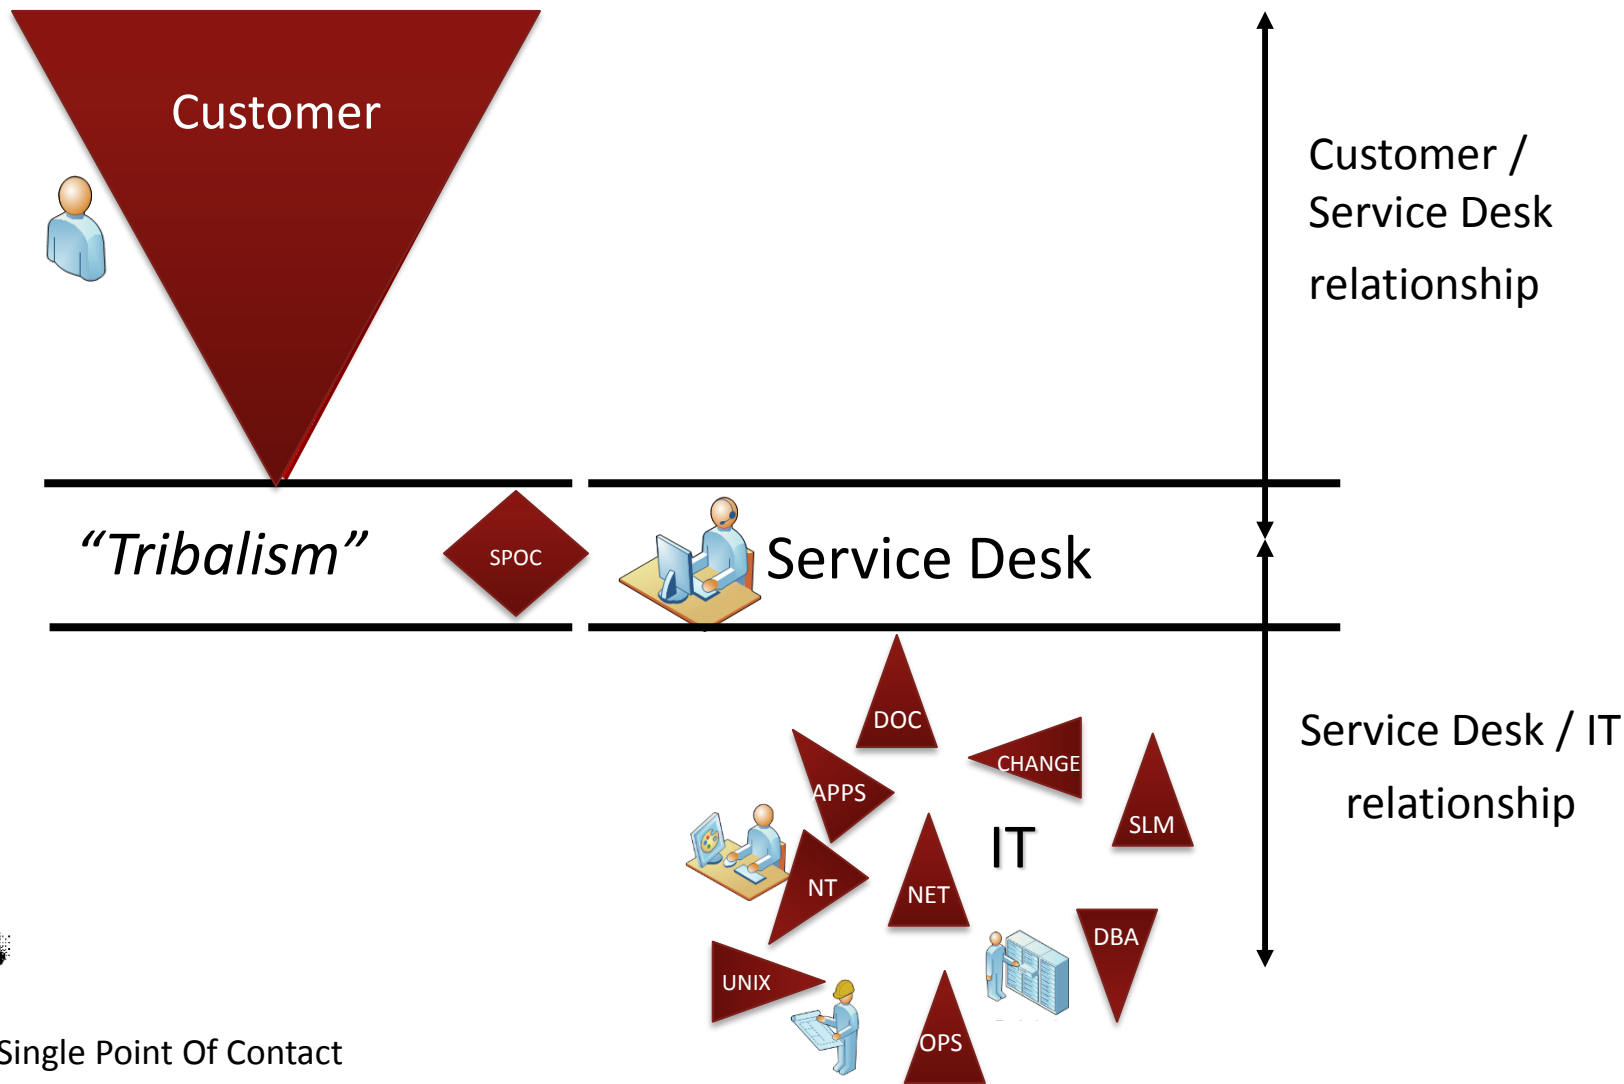 Customer
Customer /
Service Desk
relationship
“Tribalism”
SPOC
Service Desk
DOC
CHANGE
APPS
SLM
Service Desk / IT
relationship
IT
NT
NET
DBA
UNIX
OPS
Single Point Of Contact